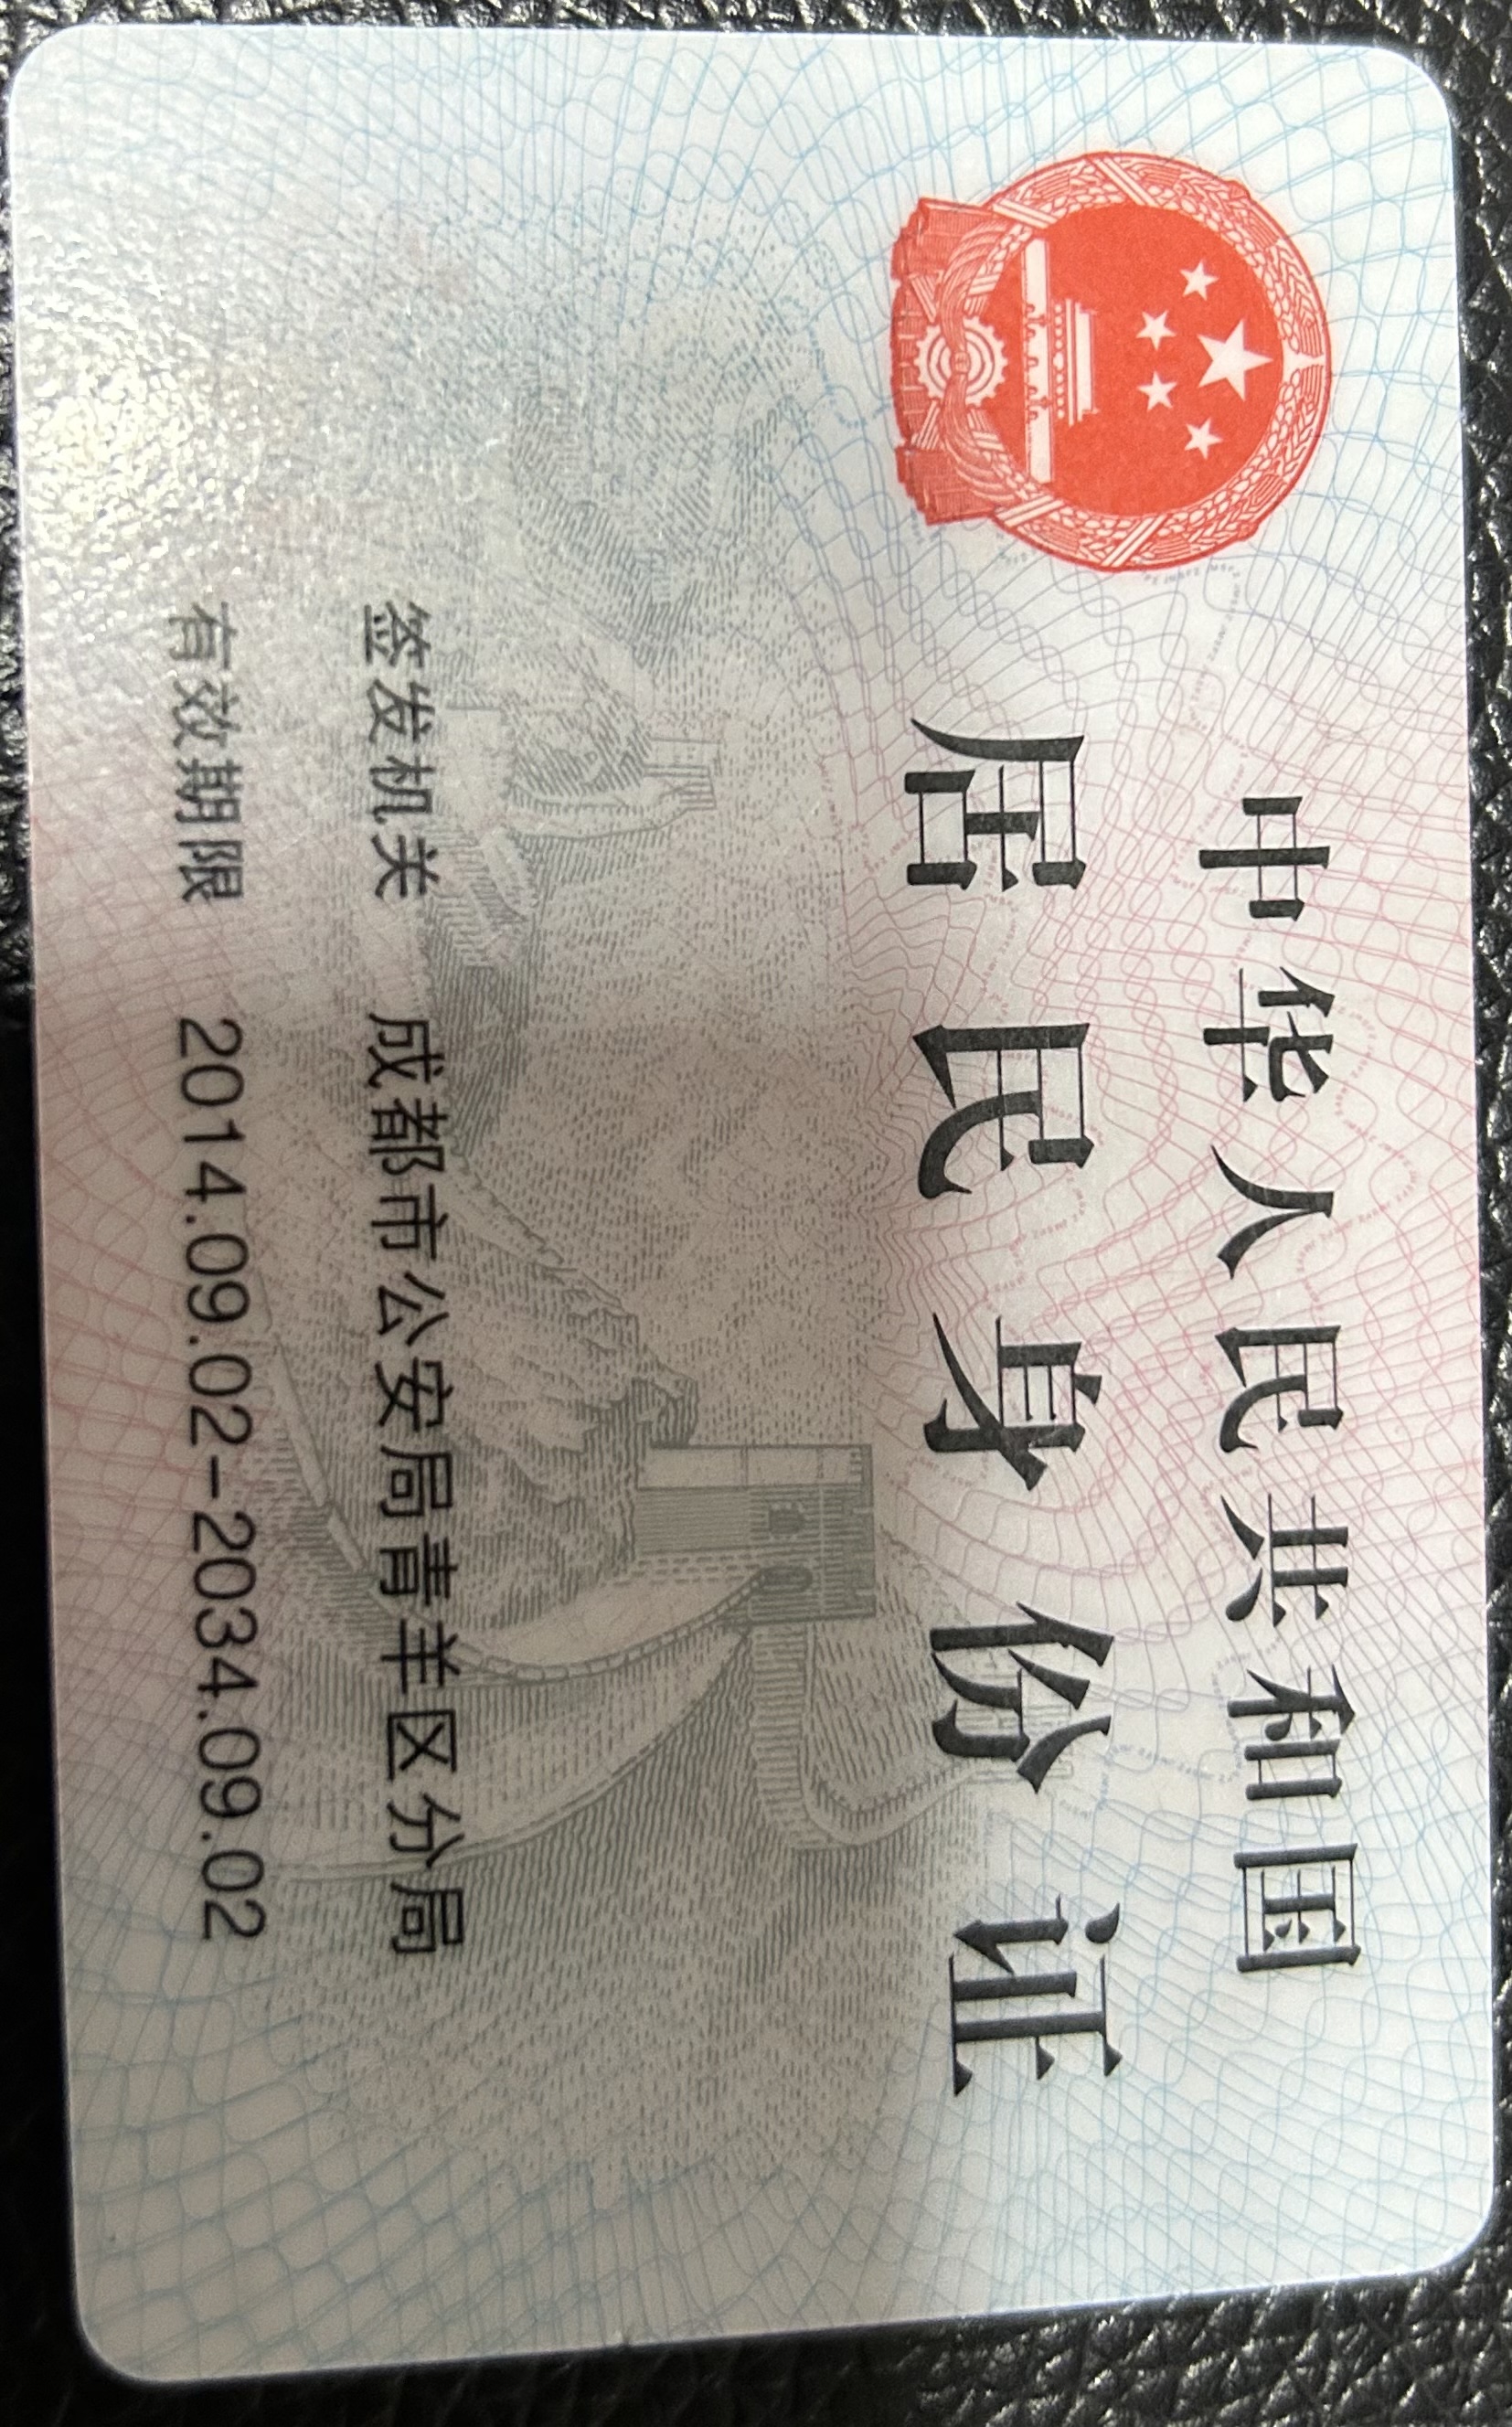 中华人民共和国
居民身份证
签发机关 成都市公安局青羊区分局
有效期限 2014.09.02-2034.09.02